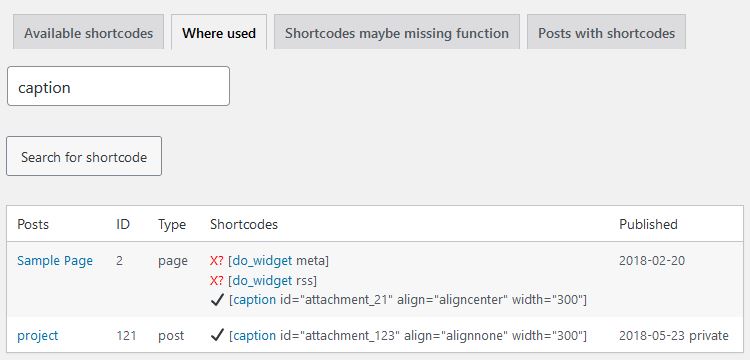 Available shortcodes Where used Shortcodes maybe missing function Posts with shortcodes
caption
Search for shortcode
Posts ID Type Shortcodes Published
Sample Page 2 page X? [do_widget meta] 2018-02-20
X? [do_widget rss]
✔ [caption id="attachment_21" align="aligncenter" width="300"]
project 121 post ✔ [caption id="attachment_123" align="alignnone" width="300"] 2018-05-23 private